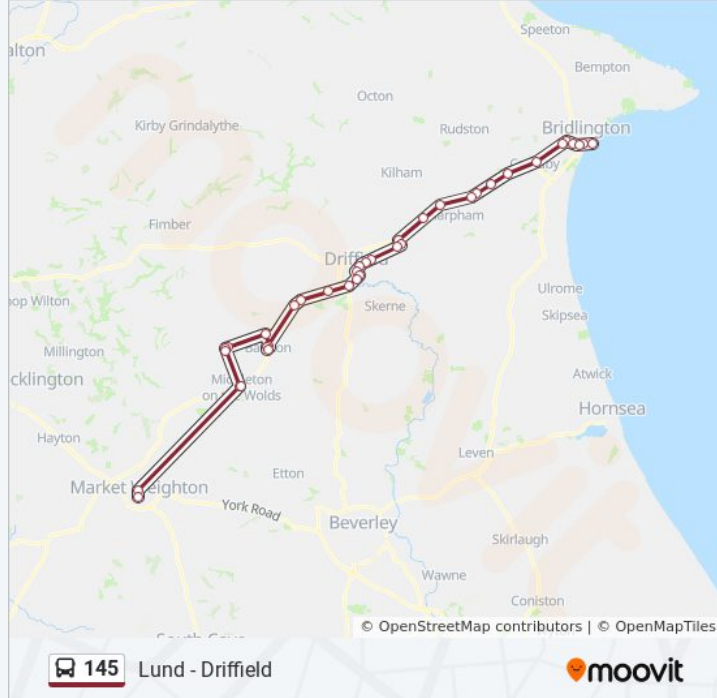 Speeton
alton
Bempton
Octon
Kirby Grindalythe
Rudston
Bridlington
Kilham
Fimber
Driffield
Ulrome
Skerne
Skipsea
Millington
Middleton
on the Wolds
Atwick
cklington
Hornsea
Hayton
Leven
Etton
Market Weighton
York Road
Beverley
Skirlaugh
Wawne
Coniston
© OpenStreetMap contributors | © OpenMapTiles
145 Lund - Driffield
moovit